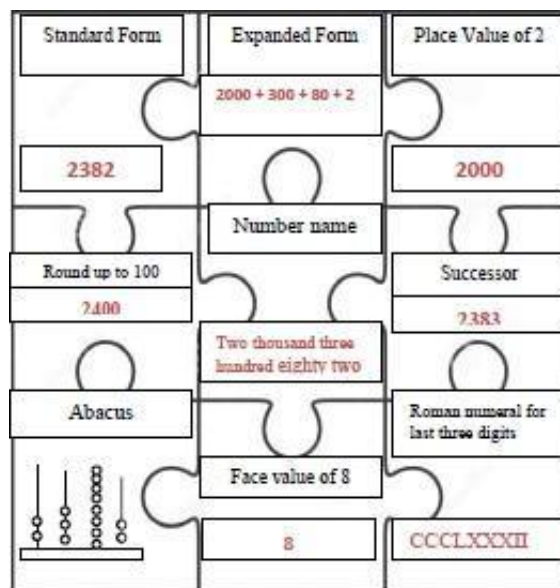 Standard Form
Expanded Form
Place Value of 2
2000 + 300 + 80 + 2
2382
2000
Number name
Round up to 100
Successor
2400
2383
Two thousand three
hundred eighty two
Abacus
Roman numeral for
last three digits
Face value of 8
8
CCCLXXXII